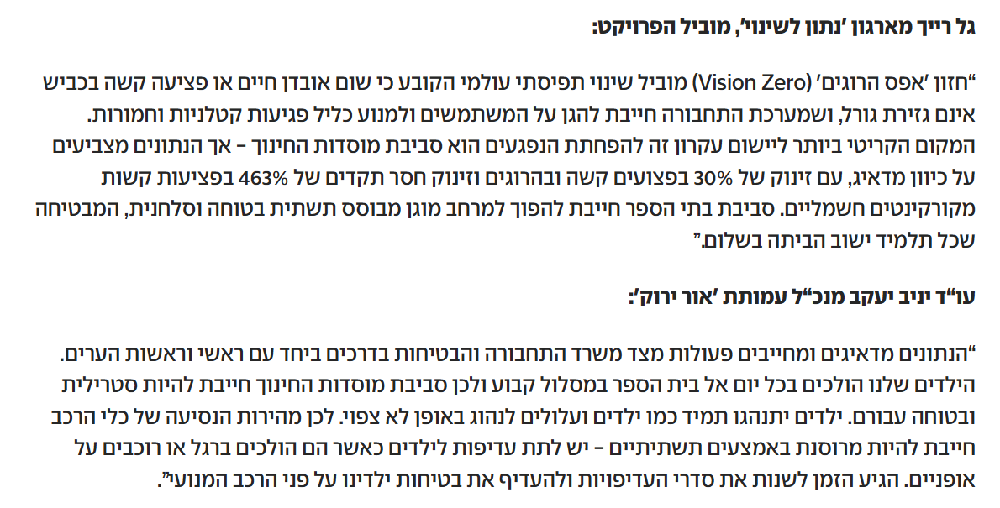 גל רייך מארגון 'נתון לשינוי', מוביל הפרויקט:
"חזון 'אפס הרוגים' (Vision Zero) מוביל שינוי תפיסתי עולמי הקובע כי שום אובדן חיים או פציעה קשה בכביש
אינם גזירת גורל, ושמערכת התחבורה חייבת להגן על המשתמשים ולמנוע כליל פגיעות קטלניות וחמורות.
המקום הקריטי ביותר ליישום עקרון זה להפחתת הנפגעים הוא סביבת מוסדות החינוך – אך הנתונים מצביעים
על כיוון מדאיג, עם זינוק של 30% בפצועים קשה ובהרוגים וזינוק חסר תקדים של 463% בפציעות קשות
מקורקינטים חשמליים. סביבת בתי הספר חייבת להפוך למרחב מוגן מבוסס תשתית בטוחה וסלחנית, המבטיחה
שכל תלמיד ישוב הביתה בשלום."
עו"ד יניב יעקב מנכ"ל עמותת 'אור ירוק':
"הנתונים מדאיגים ומחייבים פעולות מצד משרד התחבורה והבטיחות בדרכים ביחד עם ראשי וראשות הערים.
הילדים שלנו הולכים בכל יום אל בית הספר במסלול קבוע ולכן סביבת מוסדות החינוך חייבת להיות סטרילית
ובטוחה עבורם. ילדים יתנהגו תמיד כמו ילדים ועלולים לנהוג באופן לא צפוי. לכן מהירות הנסיעה של כלי הרכב
חייבת להיות מרוסנת באמצעים תשתיתיים – יש לתת עדיפות לילדים כאשר הם הולכים ברגל או רוכבים על
אופניים. הגיע הזמן לשנות את סדרי העדיפויות ולהעדיף את בטיחות ילדינו על פני הרכב המנועי".